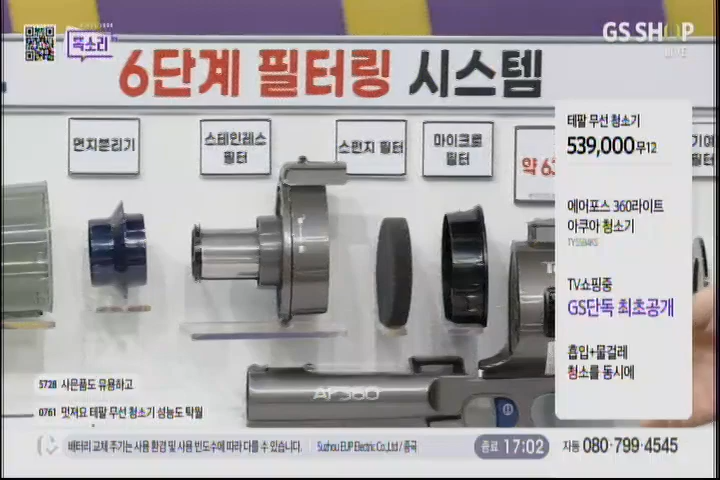 똑소리
GS SHOP
LIVE
6단계 필터링 시스템
먼지분리기
스테인레스
필터
스펀지 필터
마이크로
필터
약 6
테팔 무선 청소기
539,000무12
에어포스 360라이트
아쿠아 청소기
TV쇼핑중
GS단독 최초공개
흡입+물걸레
청소를 동시에
AF360
5728 사은품도 유용하고
0761 멋져요 테팔 무선 청소기 성능도 탁월
배터리 교체 주기는 사용 환경 및 사용 빈도수에 따라 다를 수 있습니다.
Suzhou EUP Electric Co.,Ltd / 중국
종료 17:02
자동 080·799·4545